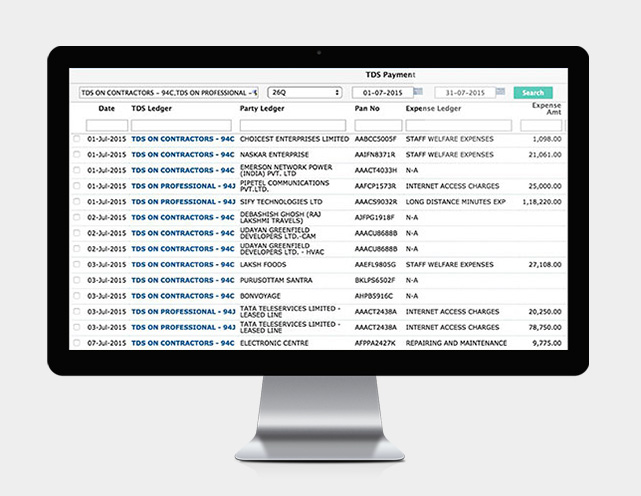 TDS Payment
TDS ON CONTRACTORS - 94C,TDS ON PROFESSIONAL - 26Q 01-07-2015 31-10-2015 Search
Date TDS Ledger Party Ledger Pan No Expense Ledger Expense Amt
01-Jul-2015 TDS ON CONTRACTORS - 94C CHOICEST ENTERPRISES LIMITED AABCC5005F STAFF WELFARE EXPENSES 1,098.00
01-Jul-2015 TDS ON CONTRACTORS - 94C NASKAR ENTERPRISE AAIFN8371R STAFF WELFARE EXPENSES 21,061.00
01-Jul-2015 TDS ON CONTRACTORS - 94C EMERSON NETWORK POWER (INDIA) PVT. LTD AAACT4033H N-A
01-Jul-2015 TDS ON PROFESSIONAL - 94J PIPETEL COMMUNICATIONS PVT.LTD. AAFCP1573R INTERNET ACCESS CHARGES 25,000.00
01-Jul-2015 TDS ON PROFESSIONAL - 94J SIFY TECHNOLOGIES LTD AAACS9032R LONG DISTANCE MINUTES EXP 1,18,220.00
02-Jul-2015 TDS ON CONTRACTORS - 94C DEBASHISH GHOSH (RAJ LAKSHMI TRAVELS) AJFPG1918F N-A
02-Jul-2015 TDS ON CONTRACTORS - 94C UDAYAN GREENFIELD DEVELOPERS LTD.-CAM AAACU8688B N-A
02-Jul-2015 TDS ON CONTRACTORS - 94C UDAYAN GREENFIELD DEVELOPERS LTD. - HVAC AAACU8688B N-A
03-Jul-2015 TDS ON CONTRACTORS - 94C LAKSH FOODS AAEFL9805G STAFF WELFARE EXPENSES 27,108.00
03-Jul-2015 TDS ON CONTRACTORS - 94C PURUSOTTAM SANTRA BKLPS6502F N-A
03-Jul-2015 TDS ON CONTRACTORS - 94C BONVOYAGE AHPB5916C N-A
03-Jul-2015 TDS ON PROFESSIONAL - 94J TATA TELESERVICES LIMITED - LEASED LINE AAACT2438A INTERNET ACCESS CHARGES 20,250.00
03-Jul-2015 TDS ON PROFESSIONAL - 94J TATA TELESERVICES LIMITED - LEASED LINE AAACT2438A INTERNET ACCESS CHARGES 78,750.00
07-Jul-2015 TDS ON CONTRACTORS - 94C ELECTRONIC CENTRE AFPPA2427K REPAIRING AND MAINTENANCE 9,775.00